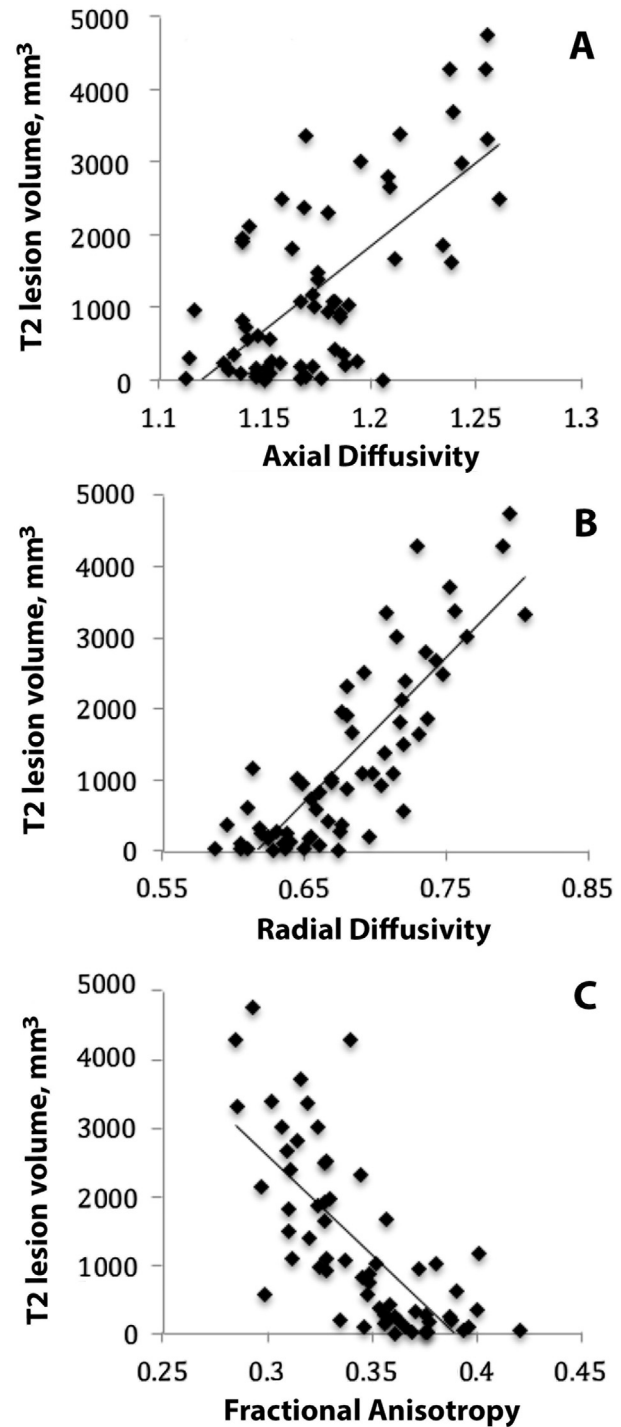 A
T2 lesion volume, mm³
5000
4000
3000
2000
1000
0
1.1 1.15 1.2 1.25 1.3
Axial Diffusivity
B
T2 lesion volume, mm³
5000
4000
3000
2000
1000
0
0.55 0.65 0.75 0.85
Radial Diffusivity
C
T2 lesion volume, mm³
5000
4000
3000
2000
1000
0
0.25 0.3 0.35 0.4 0.45
Fractional Anisotropy